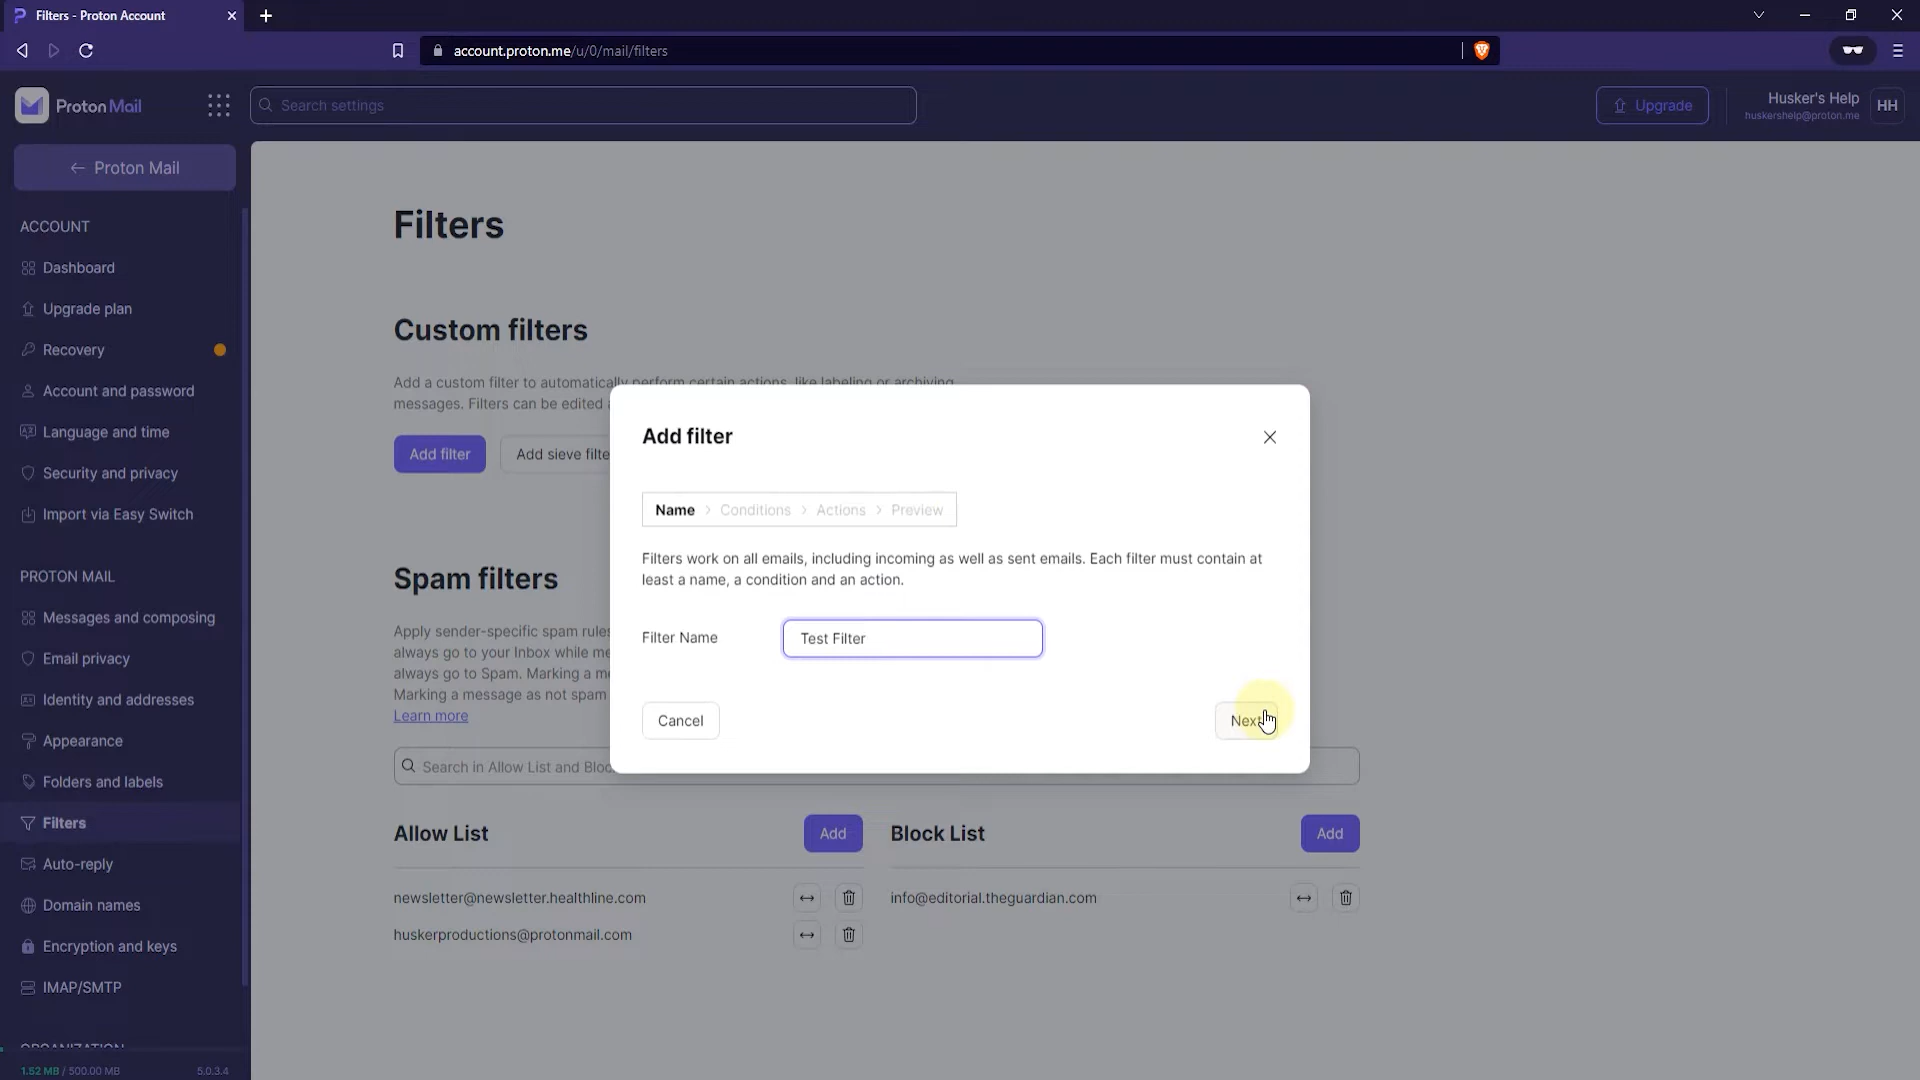 Filters - Proton Account
account.proton.me/u/0/mail/filters
Proton Mail
Search settings
Upgrade
Husker's Help
huskershelp@proton.me
HH
← Proton Mail
ACCOUNT
Dashboard
Upgrade plan
Recovery
Account and password
Language and time
Security and privacy
Import via Easy Switch
PROTON MAIL
Messages and composing
Email privacy
Identity and addresses
Appearance
Folders and labels
Filters
Auto-reply
Domain names
Encryption and keys
IMAP/SMTP
ORGANIZATION
1.52 MB / 500.00 MB
5.0.3.4
Filters
Custom filters
Add a custom filter to automatically perform certain actions, like labeling or archiving
messages. Filters can be edited
Add filter
Add sieve filte
Spam filters
Apply sender-specific spam rules
always go to your Inbox while me
always go to Spam. Marking a me
Marking a message as not spam
Learn more
Search in Allow List and Bloc
Allow List
Add
newsletter@newsletter.healthline.com
huskerproductions@protonmail.com
Block List
Add
info@editorial.theguardian.com
Add filter
Name > Conditions > Actions > Preview
Filters work on all emails, including incoming as well as sent emails. Each filter must contain at
least a name, a condition and an action.
Filter Name
Test Filter
Cancel
Next